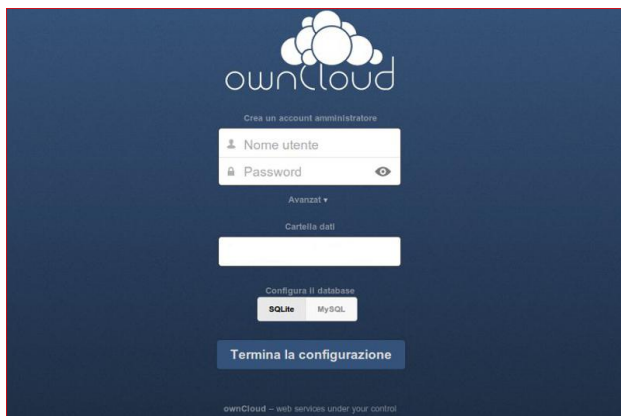 ownCloud
Crea un account amministratore
Nome utente
Password
Avanzat ▾
Cartella dati
Configura il database
SQLite MySQL
Termina la configurazione
ownCloud – web services under your control